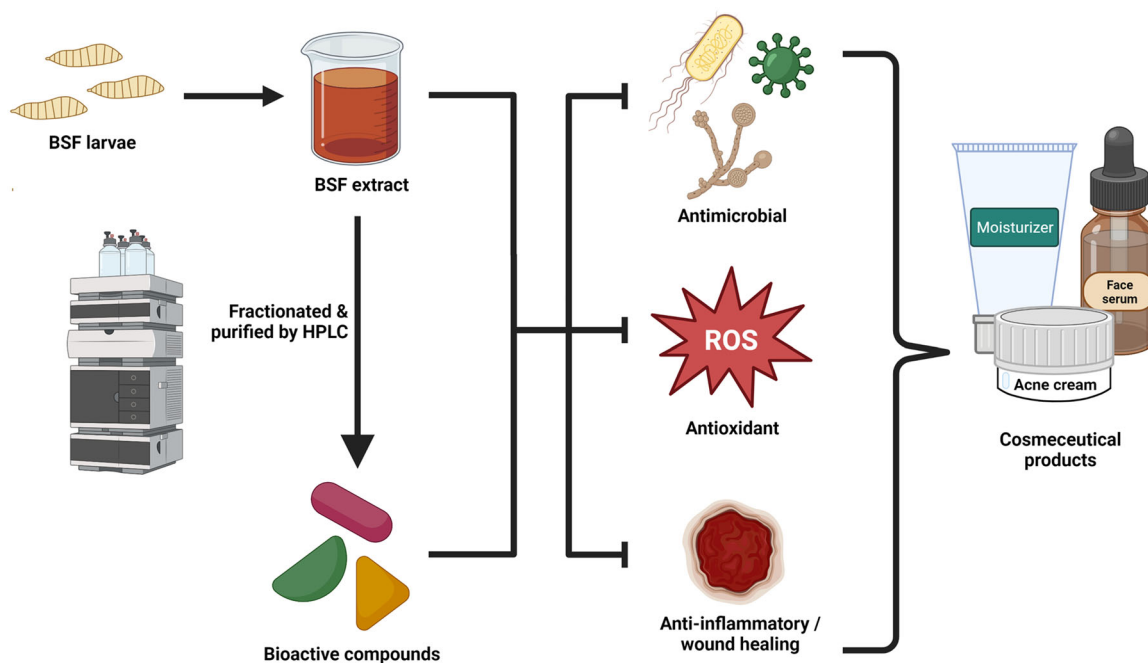 BSF larvae
BSF extract
Fractionated &
purified by HPLC
Bioactive compounds
Antimicrobial
ROS
Antioxidant
Anti-inflammatory /
wound healing
Moisturizer
Face
serum
Acne cream
Cosmeceutical
products